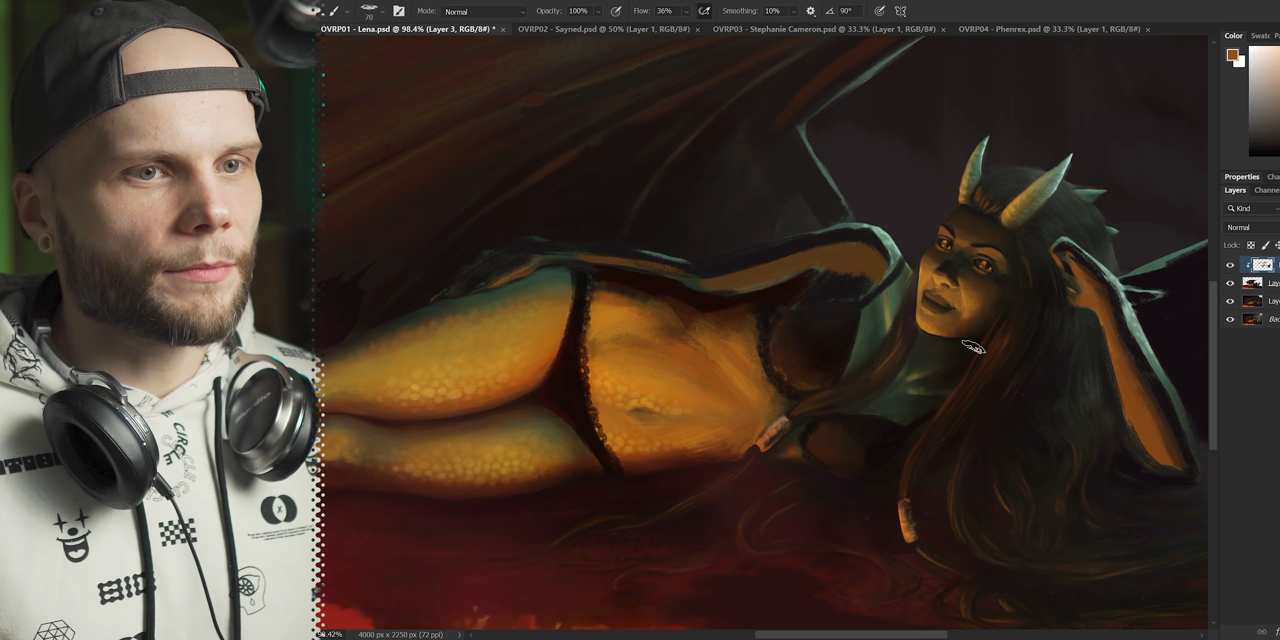 70
Mode: Normal
Opacity: 100%
Flow: 36%
Smoothing: 10%
90°
OVRP01 - Lena.psd @ 98.4% (Layer 3, RGB/8#) *
OVRP02 - Sayned.psd @ 50% (Layer 1, RGB/8#)
OVRP03 - Stephanie Cameron.psd @ 33.3% (Layer 1, RGB/8#)
OVRP04 - Phenrex.psd @ 33.3% (Layer 1, RGB/8#)
Color
Properties
Layers
Kind
Normal
Lock:
CIRCLE
4000 px x 2250 px (72 ppi)